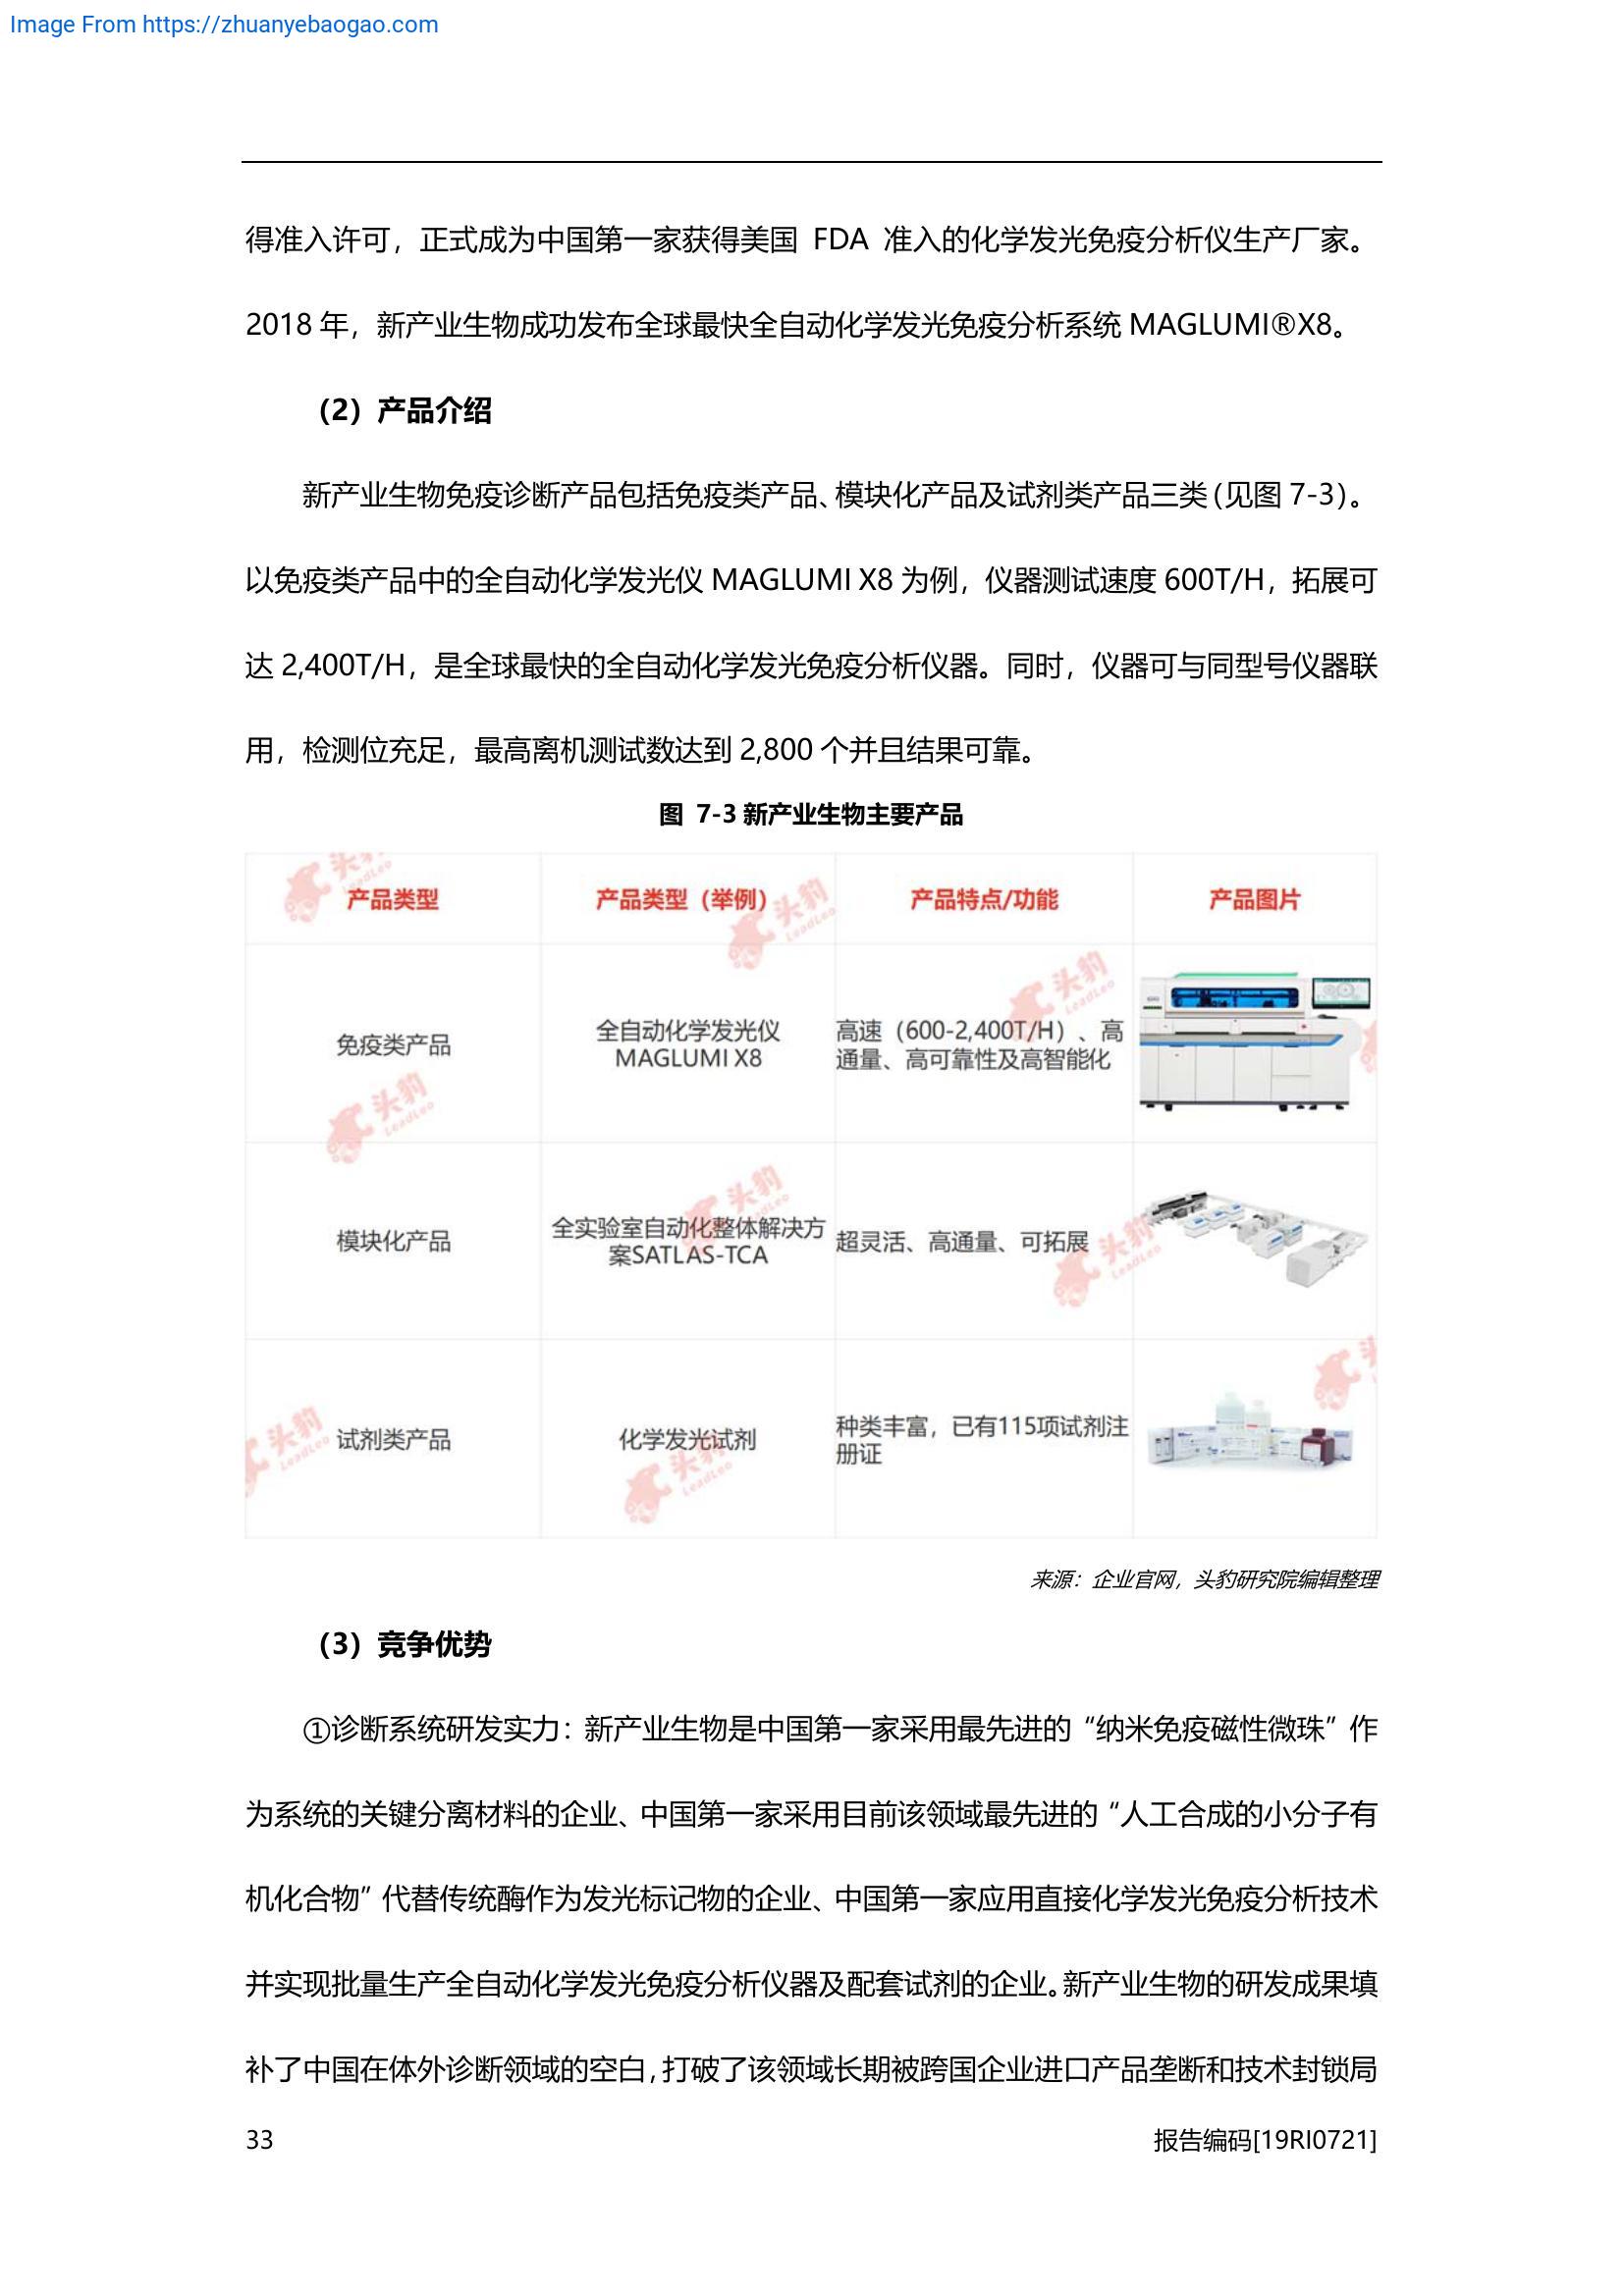 Image From https://zhuanyebaogao.com
得准入许可，正式成为中国第一家获得美国 FDA 准入的化学发光免疫分析仪生产厂家。
2018 年，新产业生物成功发布全球最快全自动化学发光免疫分析系统 MAGLUMI®X8。
（2）产品介绍
新产业生物免疫诊断产品包括免疫类产品、模块化产品及试剂类产品三类（见图 7-3）。
以免疫类产品中的全自动化学发光仪 MAGLUMI X8 为例，仪器测试速度 600T/H，拓展可
达 2,400T/H，是全球最快的全自动化学发光免疫分析仪器。同时，仪器可与同型号仪器联
用，检测位充足，最高离机测试数达到 2,800 个并且结果可靠。
图 7-3 新产业生物主要产品
产品类型 产品类型（举例） 产品特点/功能 产品图片
免疫类产品
全自动化学发光仪
MAGLUMI X8
高速（600-2,400T/H）、高
通量、高可靠性及高智能化
模块化产品
全实验室自动化整体解决方
案SATLAS-TCA
超灵活、高通量、可拓展
试剂类产品
化学发光试剂
种类丰富，已有115项试剂注
册证
头豹
LeadLeo
来源：企业官网，头豹研究院编辑整理
（3）竞争优势
①诊断系统研发实力：新产业生物是中国第一家采用最先进的“纳米免疫磁性微珠”作
为系统的关键分离材料的企业、中国第一家采用目前该领域最先进的“人工合成的小分子有
机化合物”代替传统酶作为发光标记物的企业、中国第一家应用直接化学发光免疫分析技术
并实现批量生产全自动化学发光免疫分析仪器及配套试剂的企业。新产业生物的研发成果填
补了中国在体外诊断领域的空白，打破了该领域长期被跨国企业进口产品垄断和技术封锁局
33
报告编码[19RI0721]